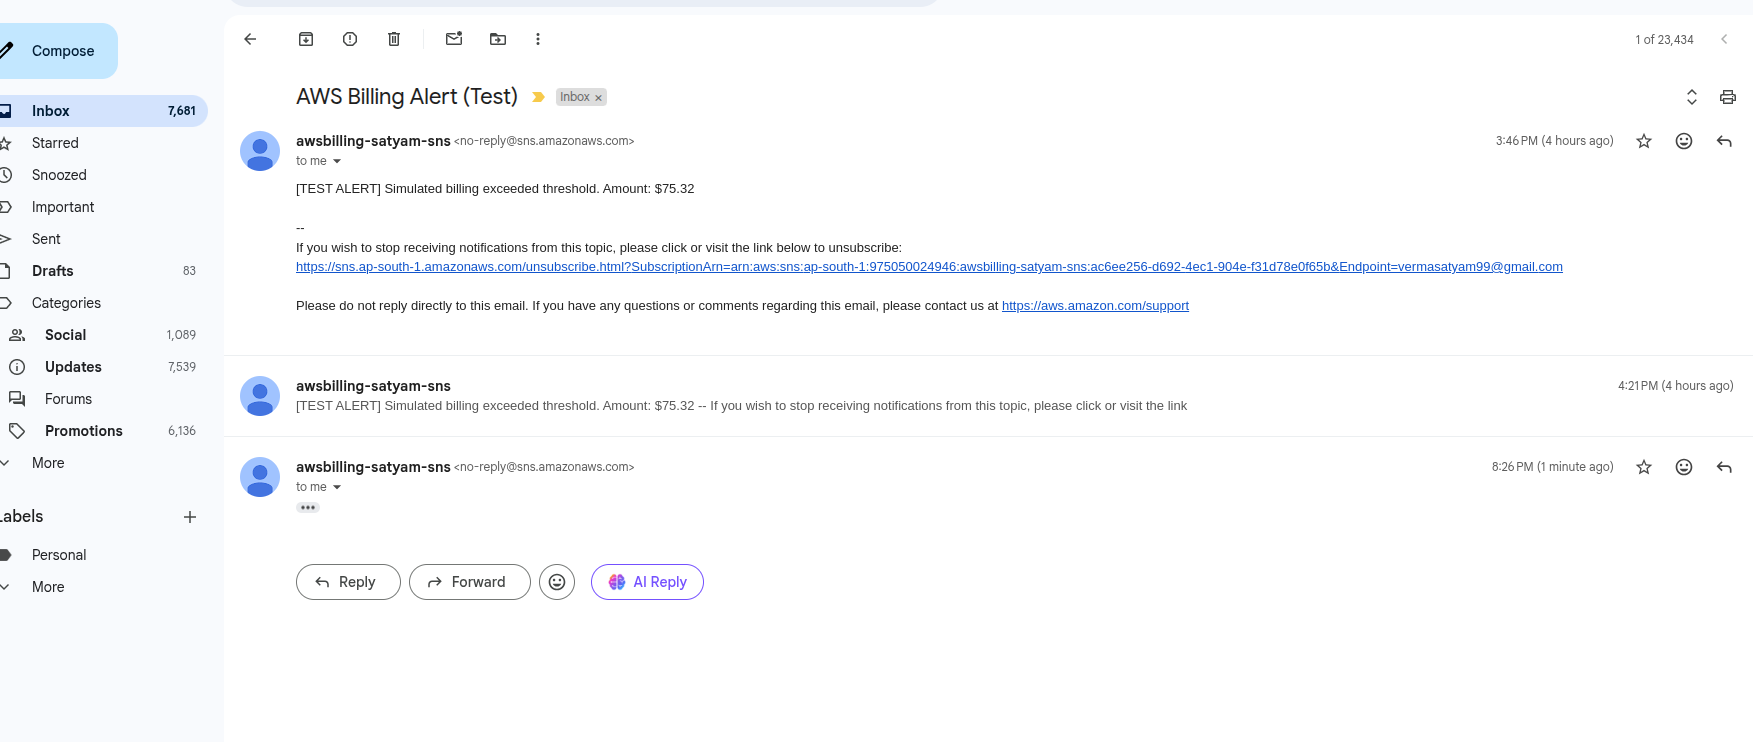 Compose
Inbox 7,681
Starred
Snoozed
Important
Sent
Drafts 83
Categories
Social 1,089
Updates 7,539
Forums
Promotions 6,136
More
Labels
Personal
More
1 of 23,434
AWS Billing Alert (Test) Inbox ×
awsbilling-satyam-sns <no-reply@sns.amazonaws.com> 3:46 PM (4 hours ago)
to me
[TEST ALERT] Simulated billing exceeded threshold. Amount: $75.32
--
If you wish to stop receiving notifications from this topic, please click or visit the link below to unsubscribe:
https://sns.ap-south-1.amazonaws.com/unsubscribe.html?SubscriptionArn=arn:aws:sns:ap-south-1:975050024946:awsbilling-satyam-sns:ac6ee256-d692-4ec1-904e-f31d78e0f65b&Endpoint=vermasatyam99@gmail.com
Please do not reply directly to this email. If you have any questions or comments regarding this email, please contact us at https://aws.amazon.com/support
awsbilling-satyam-sns 4:21 PM (4 hours ago)
[TEST ALERT] Simulated billing exceeded threshold. Amount: $75.32 -- If you wish to stop receiving notifications from this topic, please click or visit the link
awsbilling-satyam-sns <no-reply@sns.amazonaws.com> 8:26 PM (1 minute ago)
to me
Reply Forward AI Reply